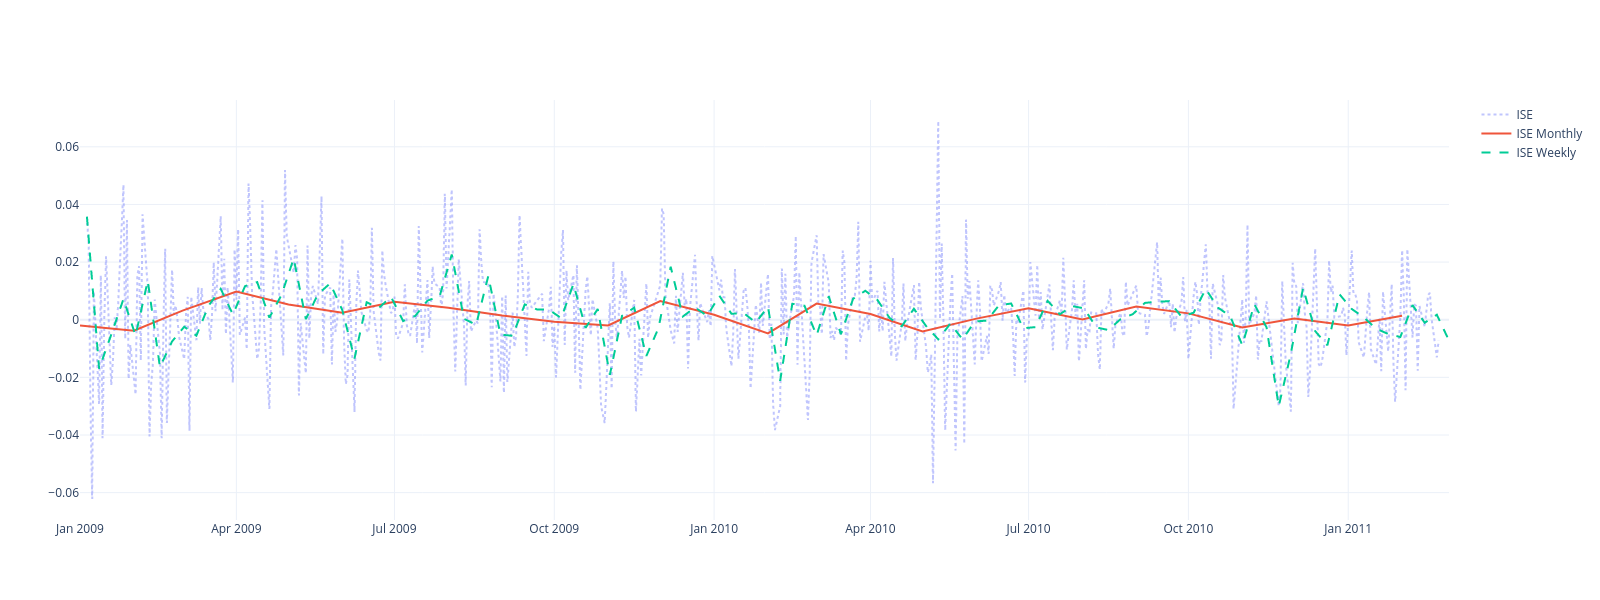 ISE
ISE Monthly
ISE Weekly
0.06
0.04
0.02
0
−0.02
−0.04
−0.06
Jan 2009 Apr 2009 Jul 2009 Oct 2009 Jan 2010 Apr 2010 Jul 2010 Oct 2010 Jan 2011